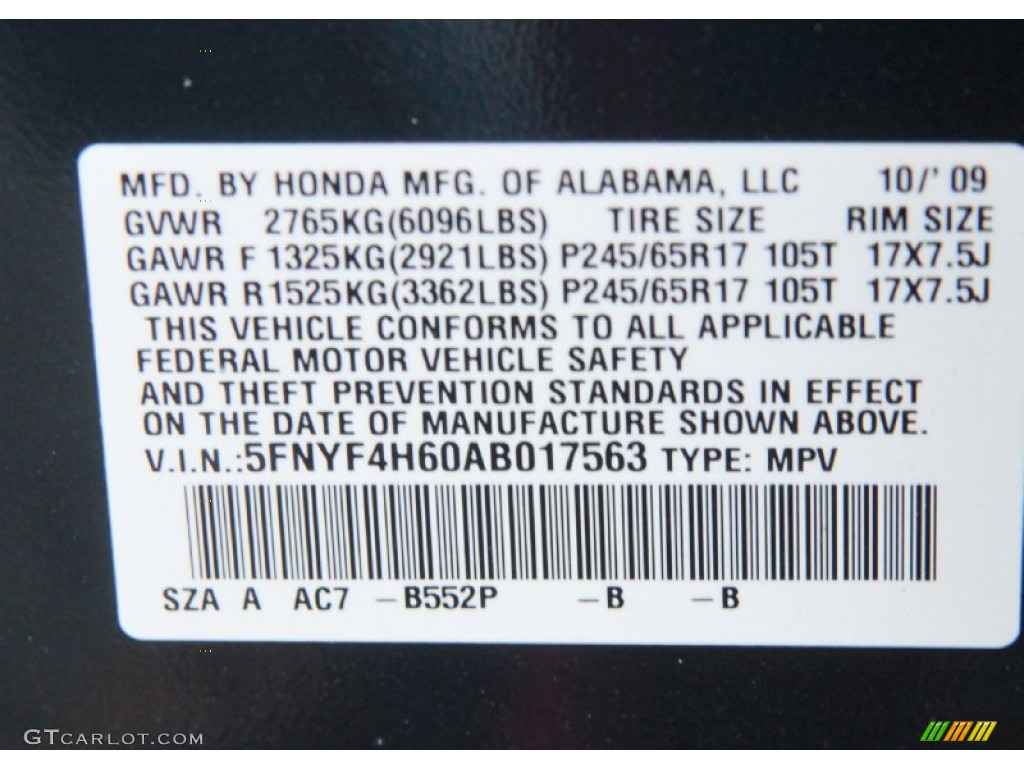 MFD. BY HONDA MFG. OF ALABAMA, LLC 10/' 09
GVWR 2765KG(6096LBS) TIRE SIZE RIM SIZE
GAWR F 1325KG(2921LBS) P245/65R17 105T 17X7.5J
GAWR R1525KG(3362LBS) P245/65R17 105T 17X7.5J
THIS VEHICLE CONFORMS TO ALL APPLICABLE
FEDERAL MOTOR VEHICLE SAFETY
AND THEFT PREVENTION STANDARDS IN EFFECT
ON THE DATE OF MANUFACTURE SHOWN ABOVE.
V.I.N.:5FNYF4H60AB017563 TYPE: MPV
SZA A AC7 -B552P -B -B
GTCARLOT.COM